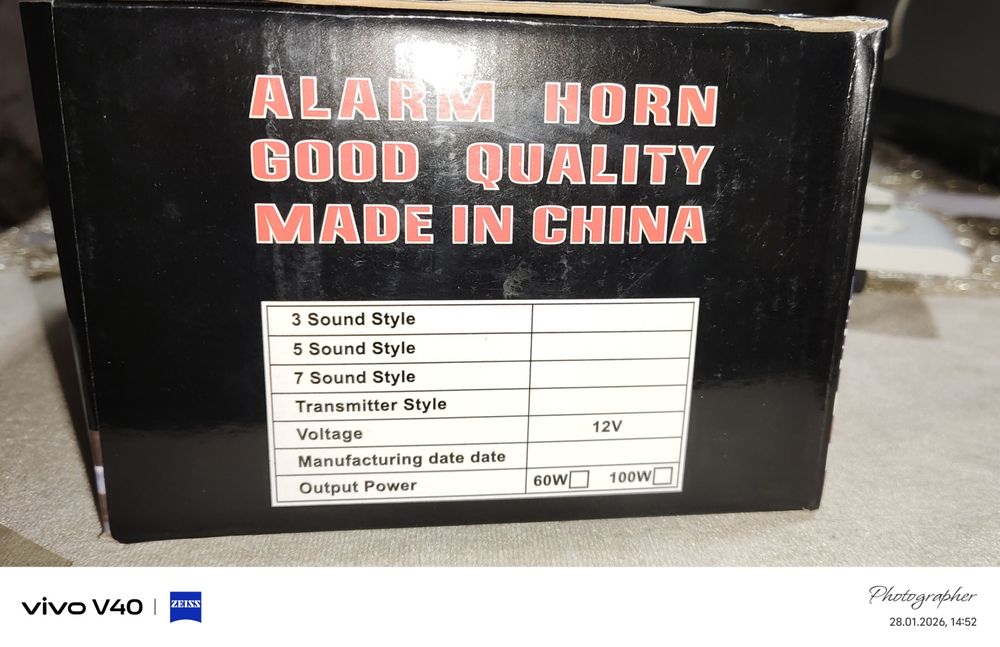 ALARM HORN
GOOD QUALITY
MADE IN CHINA
3 Sound Style
5 Sound Style
7 Sound Style
Transmitter Style
Voltage 12V
Manufacturing date date
Output Power 60W 100W
vivo V40 | ZEISS
Photographer
28.01.2026, 14:52